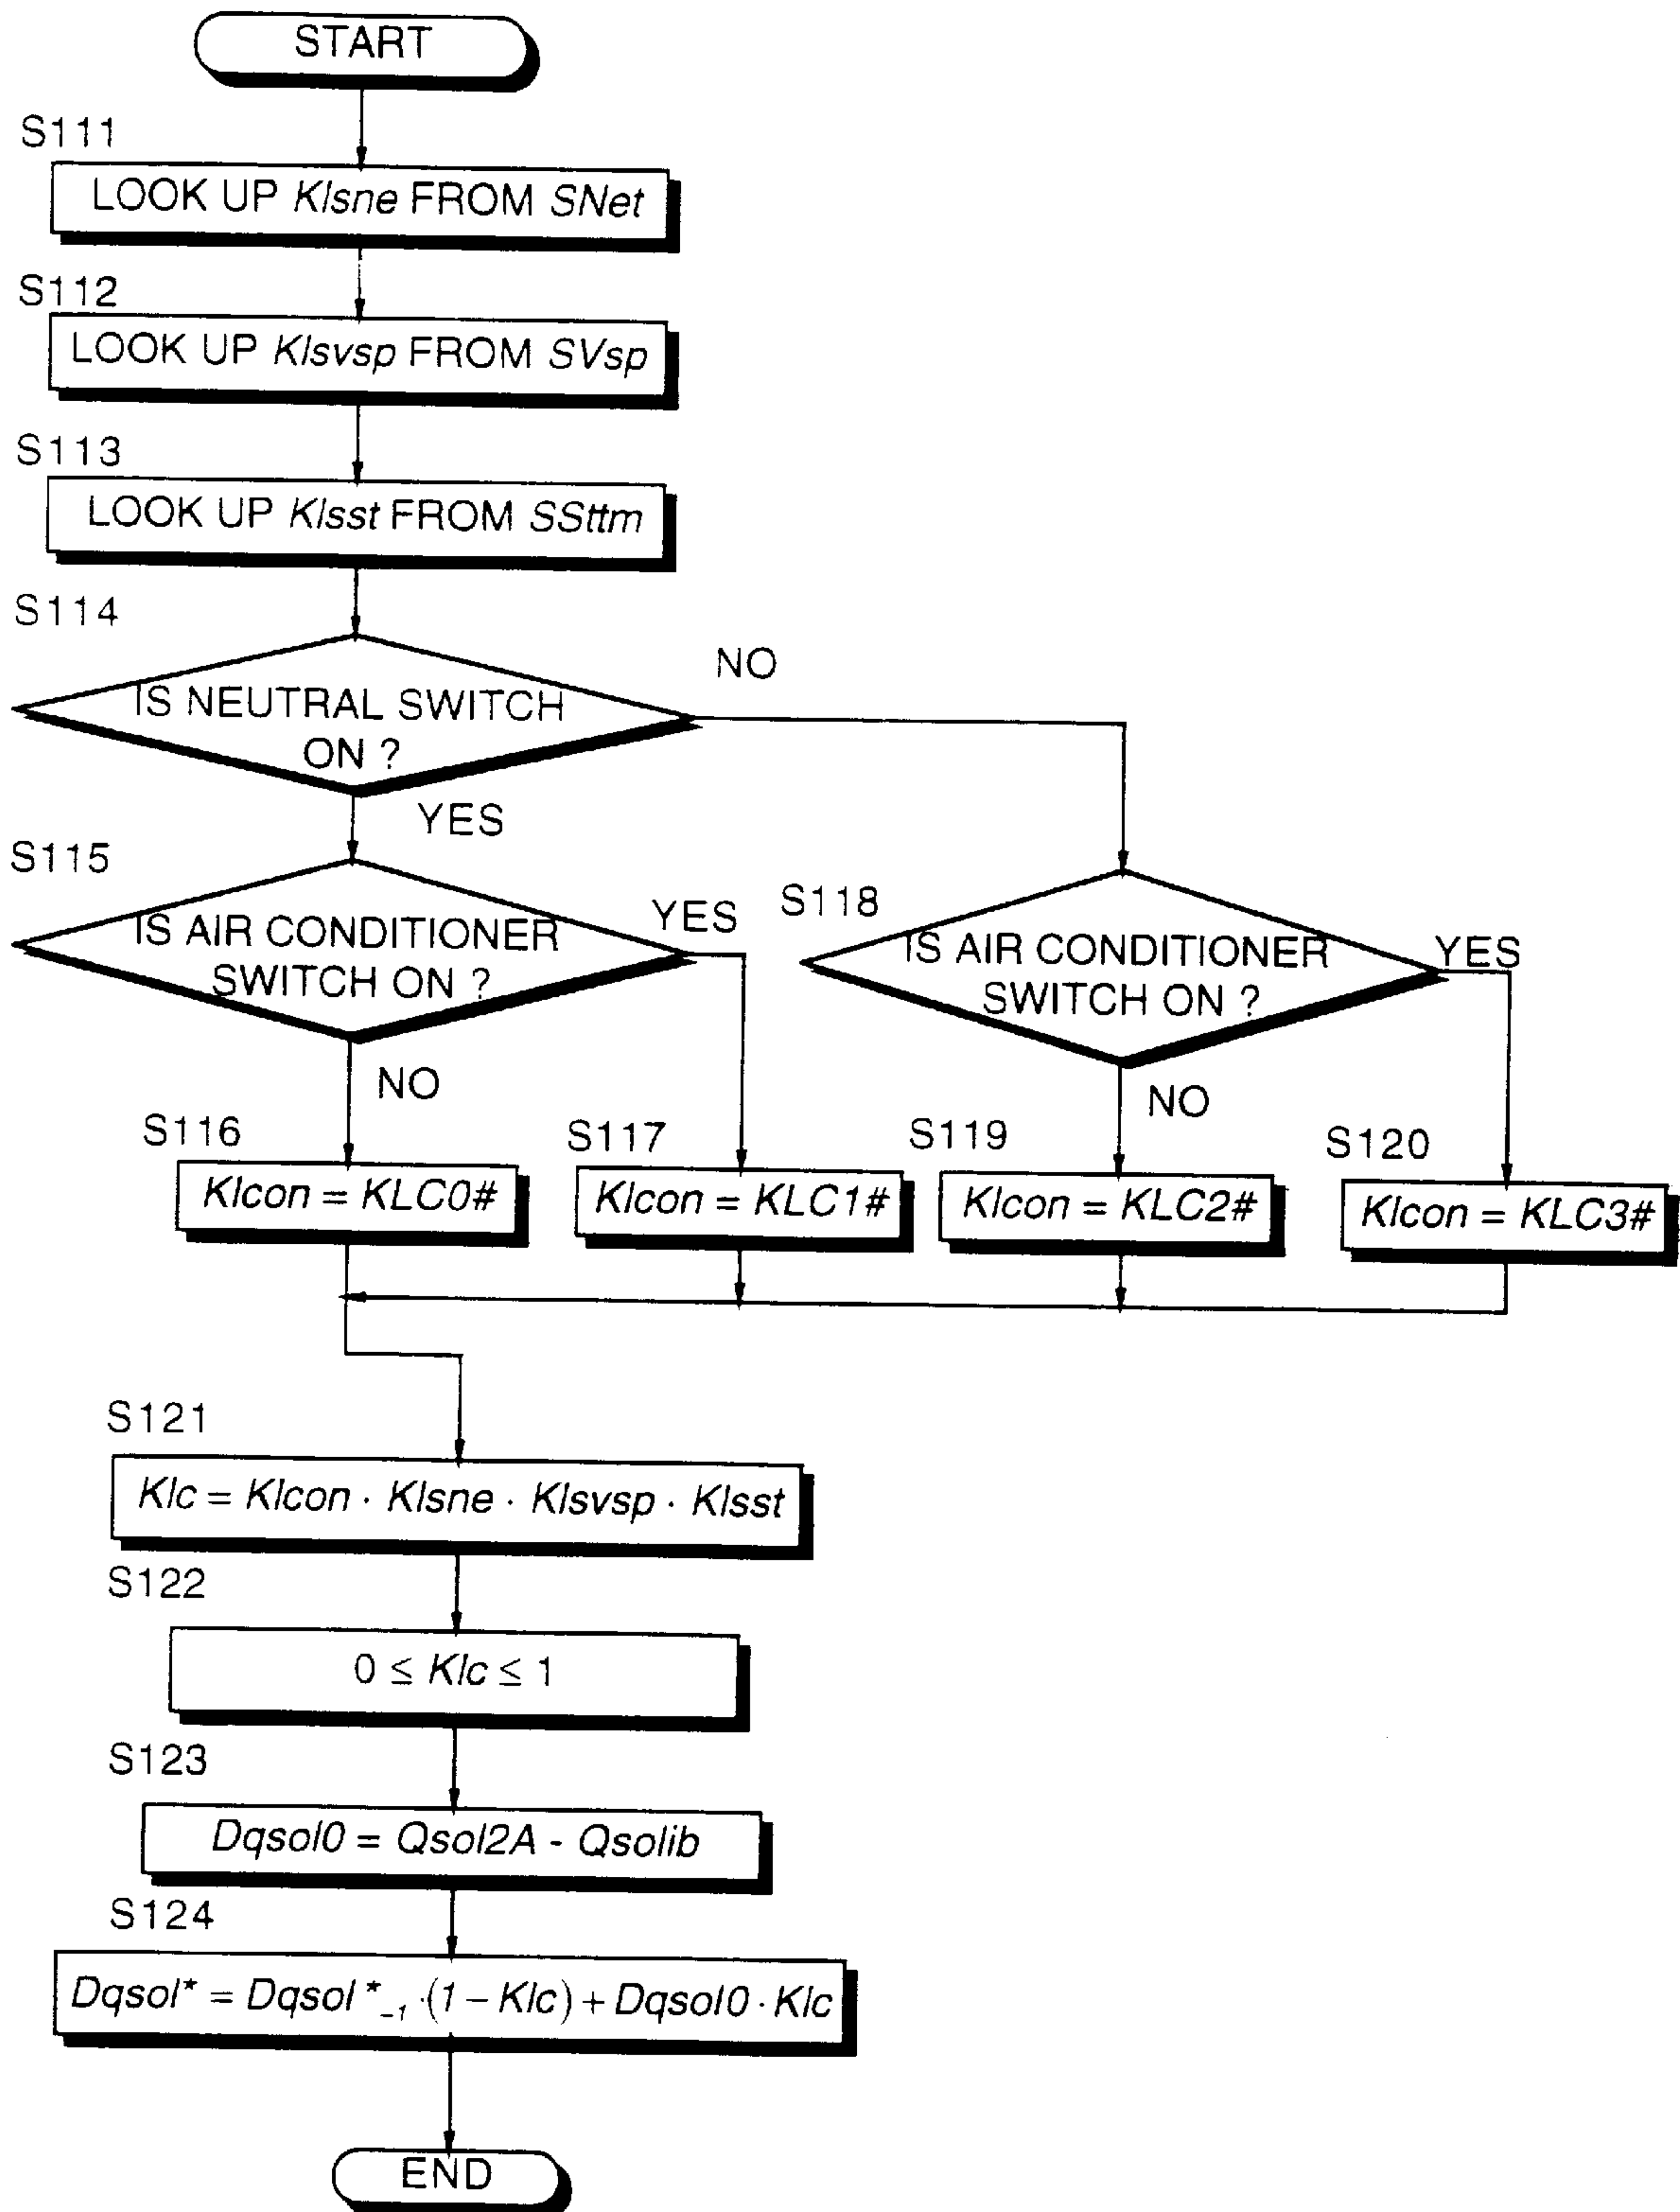 START
S111
LOOK UP Klsne FROM SNet
S112
LOOK UP Klsvsp FROM SVsp
S113
LOOK UP Klsst FROM SSttm
S114
IS NEUTRAL SWITCH
ON ?
NO
YES
S115
IS AIR CONDITIONER
SWITCH ON ?
YES
NO
S118
IS AIR CONDITIONER
SWITCH ON ?
YES
NO
S116
Klcon = KLC0#
S117
Klcon = KLC1#
S119
Klcon = KLC2#
S120
Klcon = KLC3#
S121
Klc = Klcon · Klsne · Klsvsp · Klsst
S122
0 ≤ Klc ≤ 1
S123
Dqsol0 = Qsol2A - Qsolib
S124
Dqsol* = Dqsol*₋₁ · (1 − Klc) + Dqsol0 · Klc
END